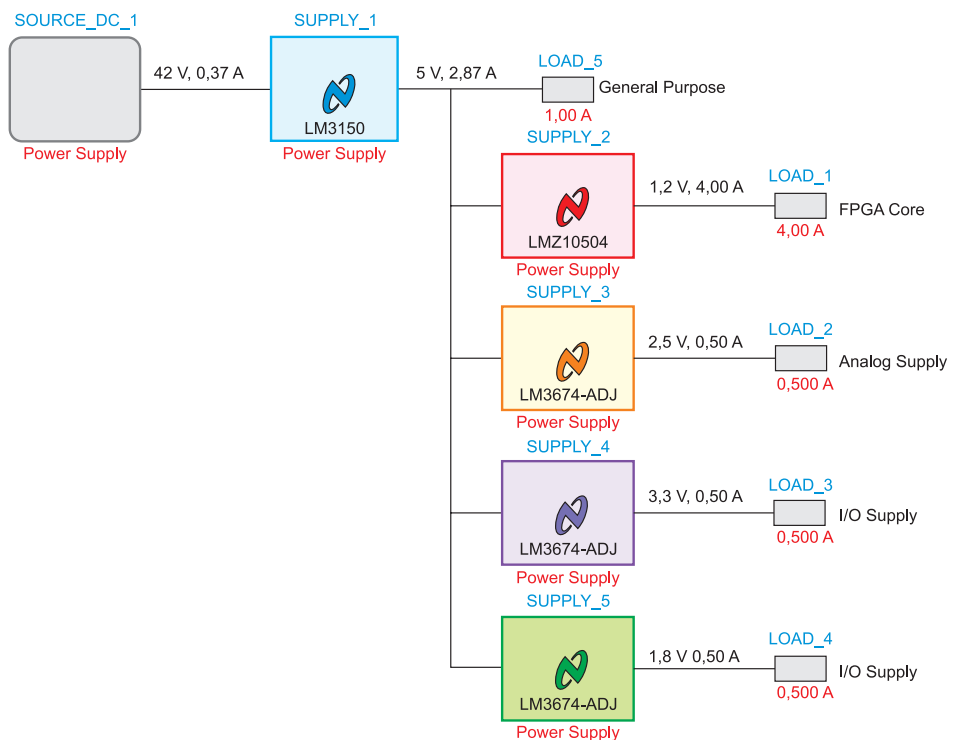 SOURCE_DC_1
SUPPLY_1
42 V, 0,37 A
5 V, 2,87 A
LM3150
Power Supply
Power Supply
LOAD_5
General Purpose
1,00 A
SUPPLY_2
LMZ10504
Power Supply
1,2 V, 4,00 A
LOAD_1
FPGA Core
4,00 A
SUPPLY_3
LM3674-ADJ
Power Supply
2,5 V, 0,50 A
LOAD_2
Analog Supply
0,500 A
SUPPLY_4
LM3674-ADJ
Power Supply
3,3 V, 0,50 A
LOAD_3
I/O Supply
0,500 A
SUPPLY_5
LM3674-ADJ
Power Supply
1,8 V 0,50 A
LOAD_4
I/O Supply
0,500 A